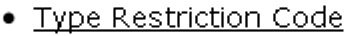 • Type Restriction Code